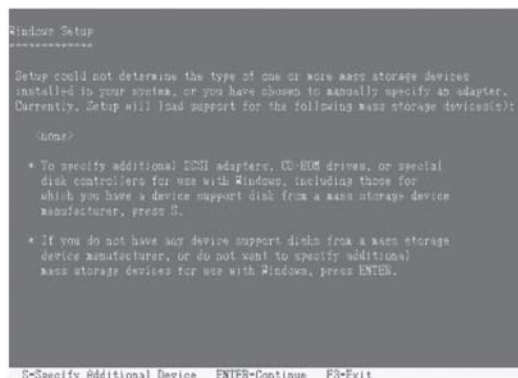 Windows Setup
Setup could not determine the type of one or more mass storage devices
installed in your system, or you have chosen to manually specify an adapter.
Currently, Setup will load support for the following mass storage devices(s):
<none>
* To specify additional SCSI adapters, CD-ROM drives, or special
disk controllers for use with Windows, including those for
which you have a device support disk from a mass storage device
manufacturer, press S.
* If you do not have any device support disks from a mass storage
device manufacturer, or do not want to specify additional
mass storage devices for use with Windows, press ENTER.
S=Specify Additional Device ENTER=Continue F3=Exit